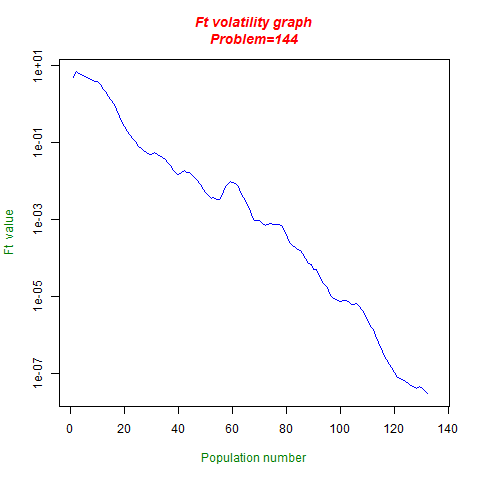 Ft volatility graph
Problem=144
1e+01
1e-01
1e-03
1e-05
1e-07
Ft value
0 20 40 60 80 100 120 140
Population number